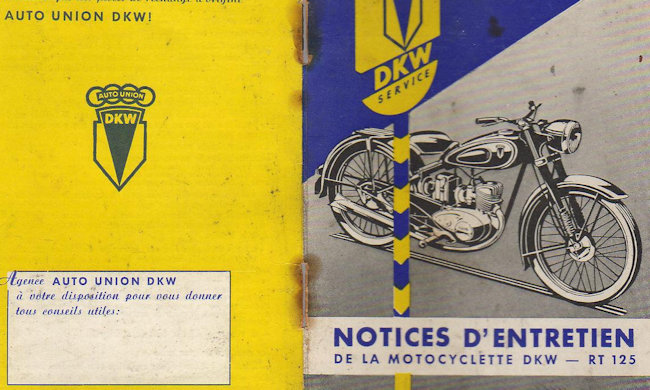 AUTO UNION DKW!
AUTO UNION
DKW
Agence AUTO UNION DKW
à votre disposition pour vous donner
tous conseils utiles:
DKW
SERVICE
NOTICES D'ENTRETIEN
DE LA MOTOCYCLETTE DKW — RT 125